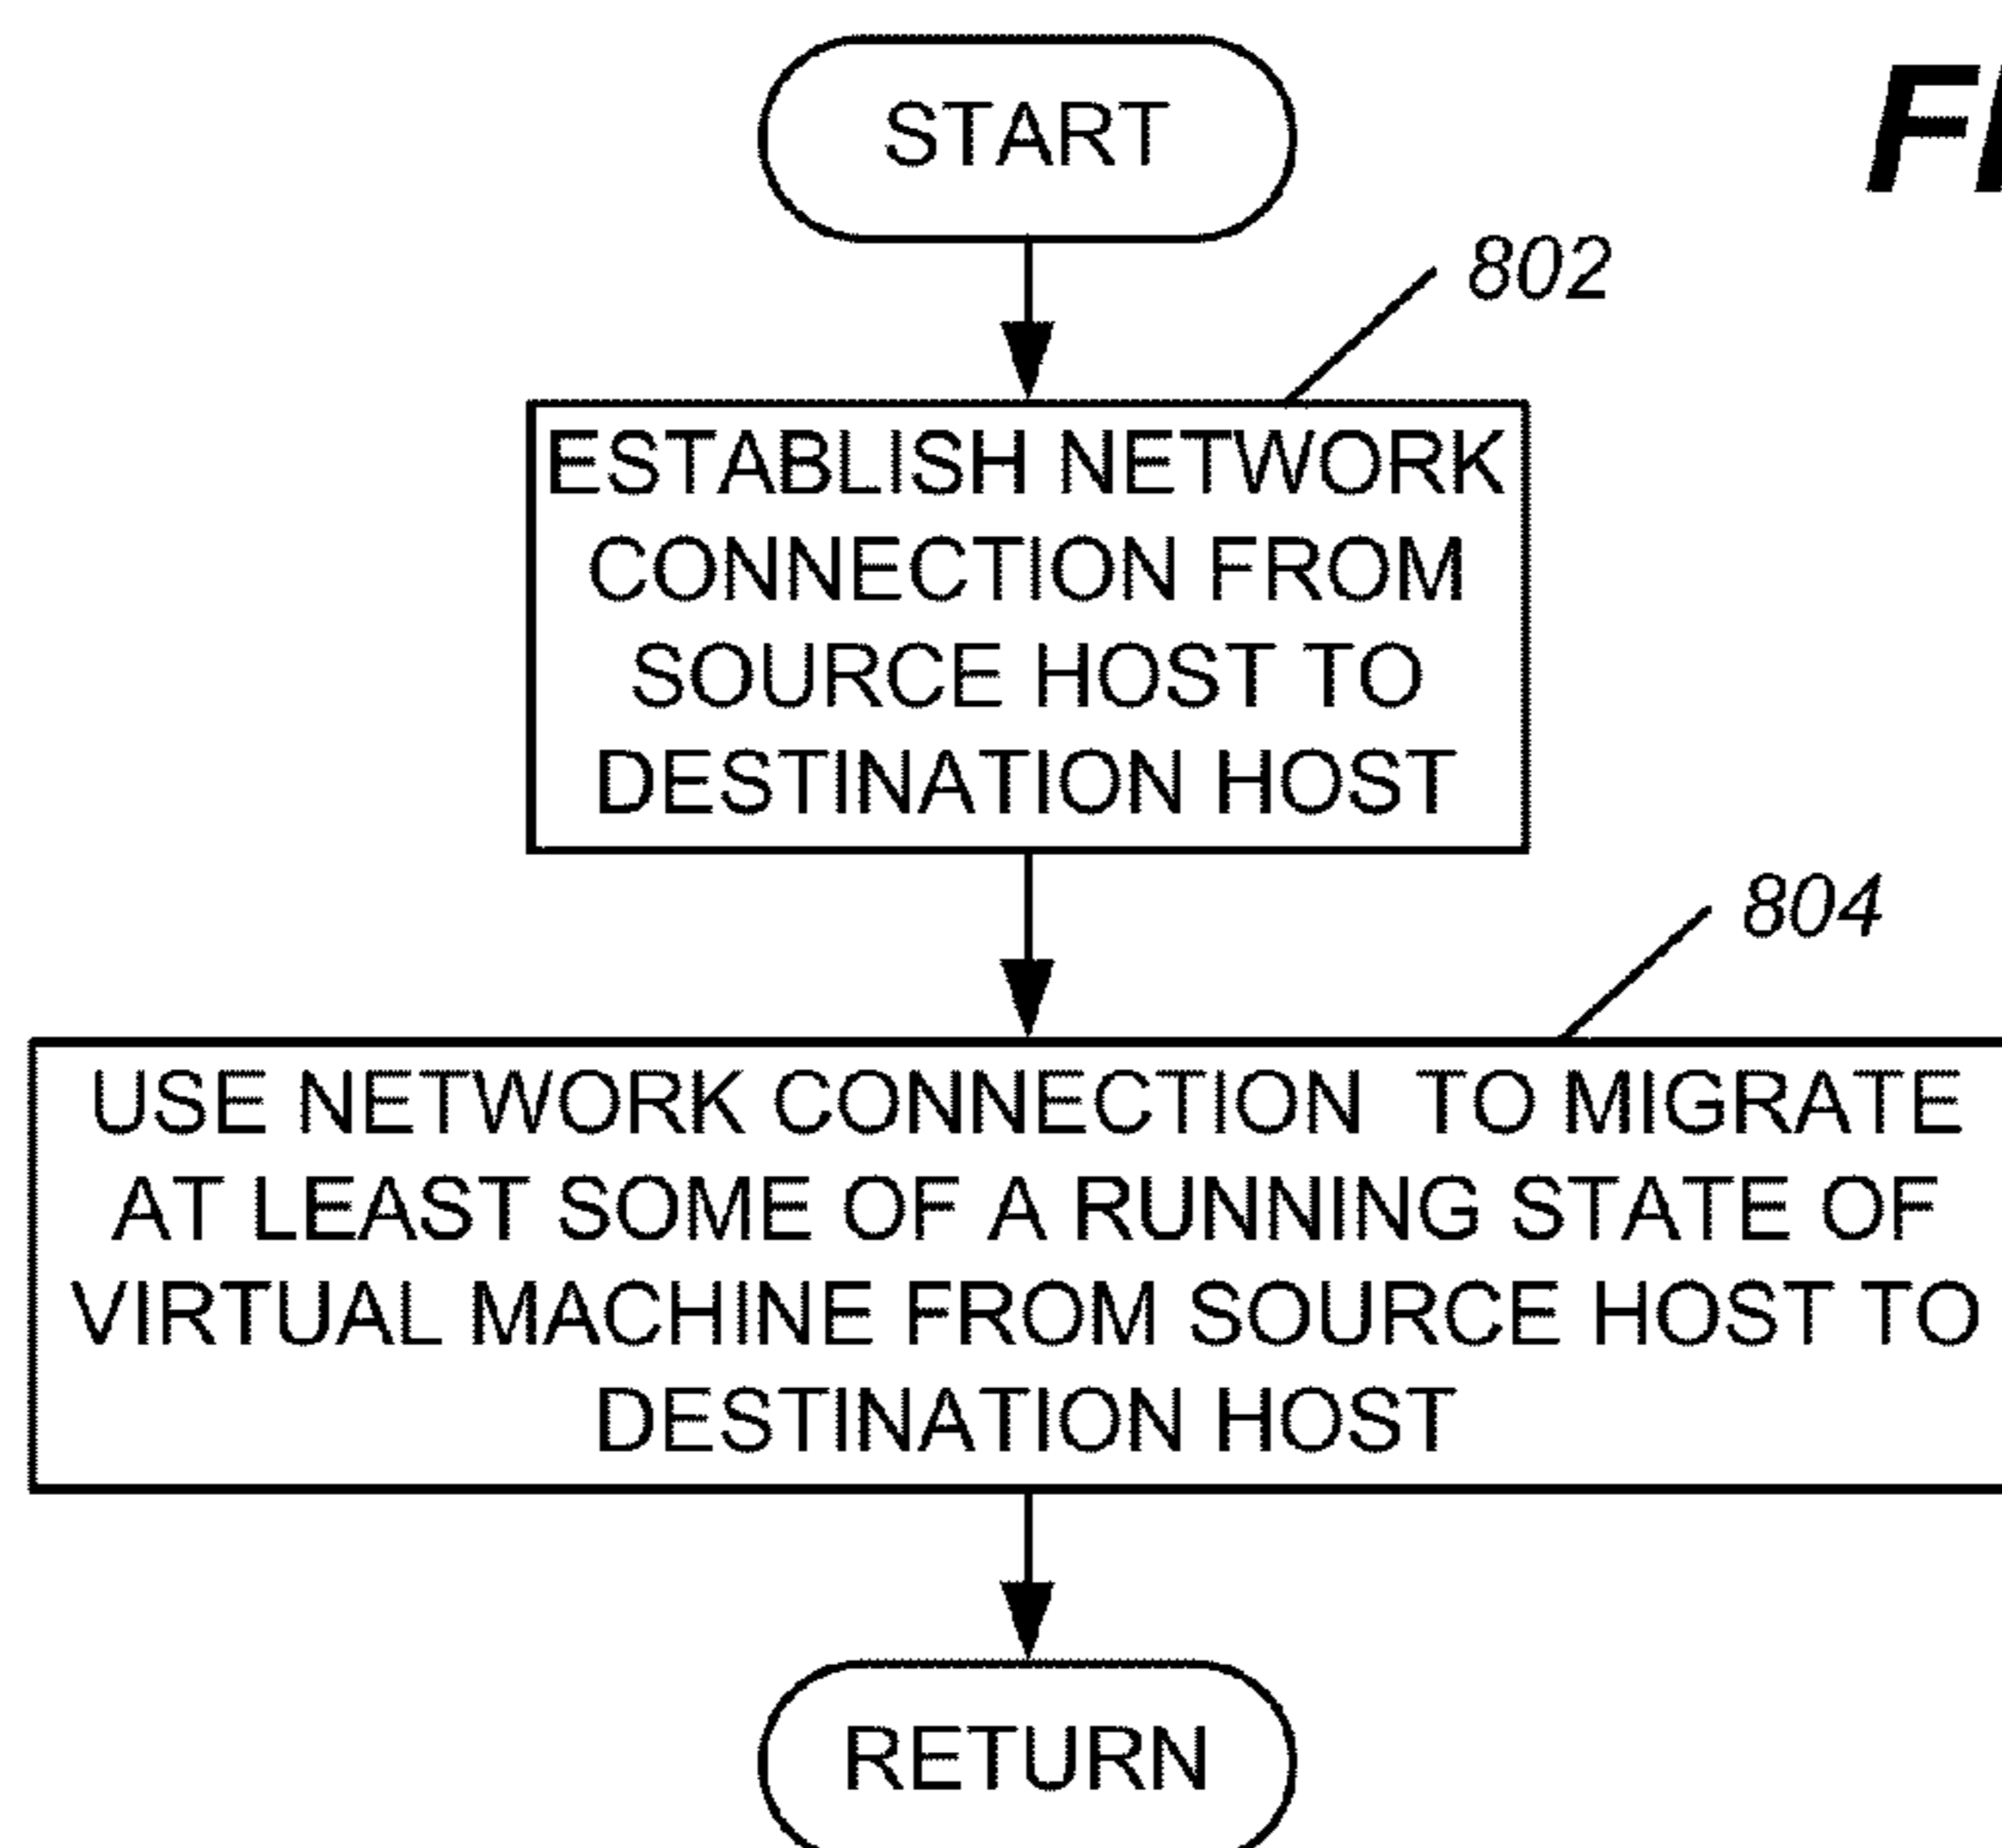 START
802
ESTABLISH NETWORK
CONNECTION FROM
SOURCE HOST TO
DESTINATION HOST
804
USE NETWORK CONNECTION TO MIGRATE
AT LEAST SOME OF A RUNNING STATE OF
VIRTUAL MACHINE FROM SOURCE HOST TO
DESTINATION HOST
RETURN